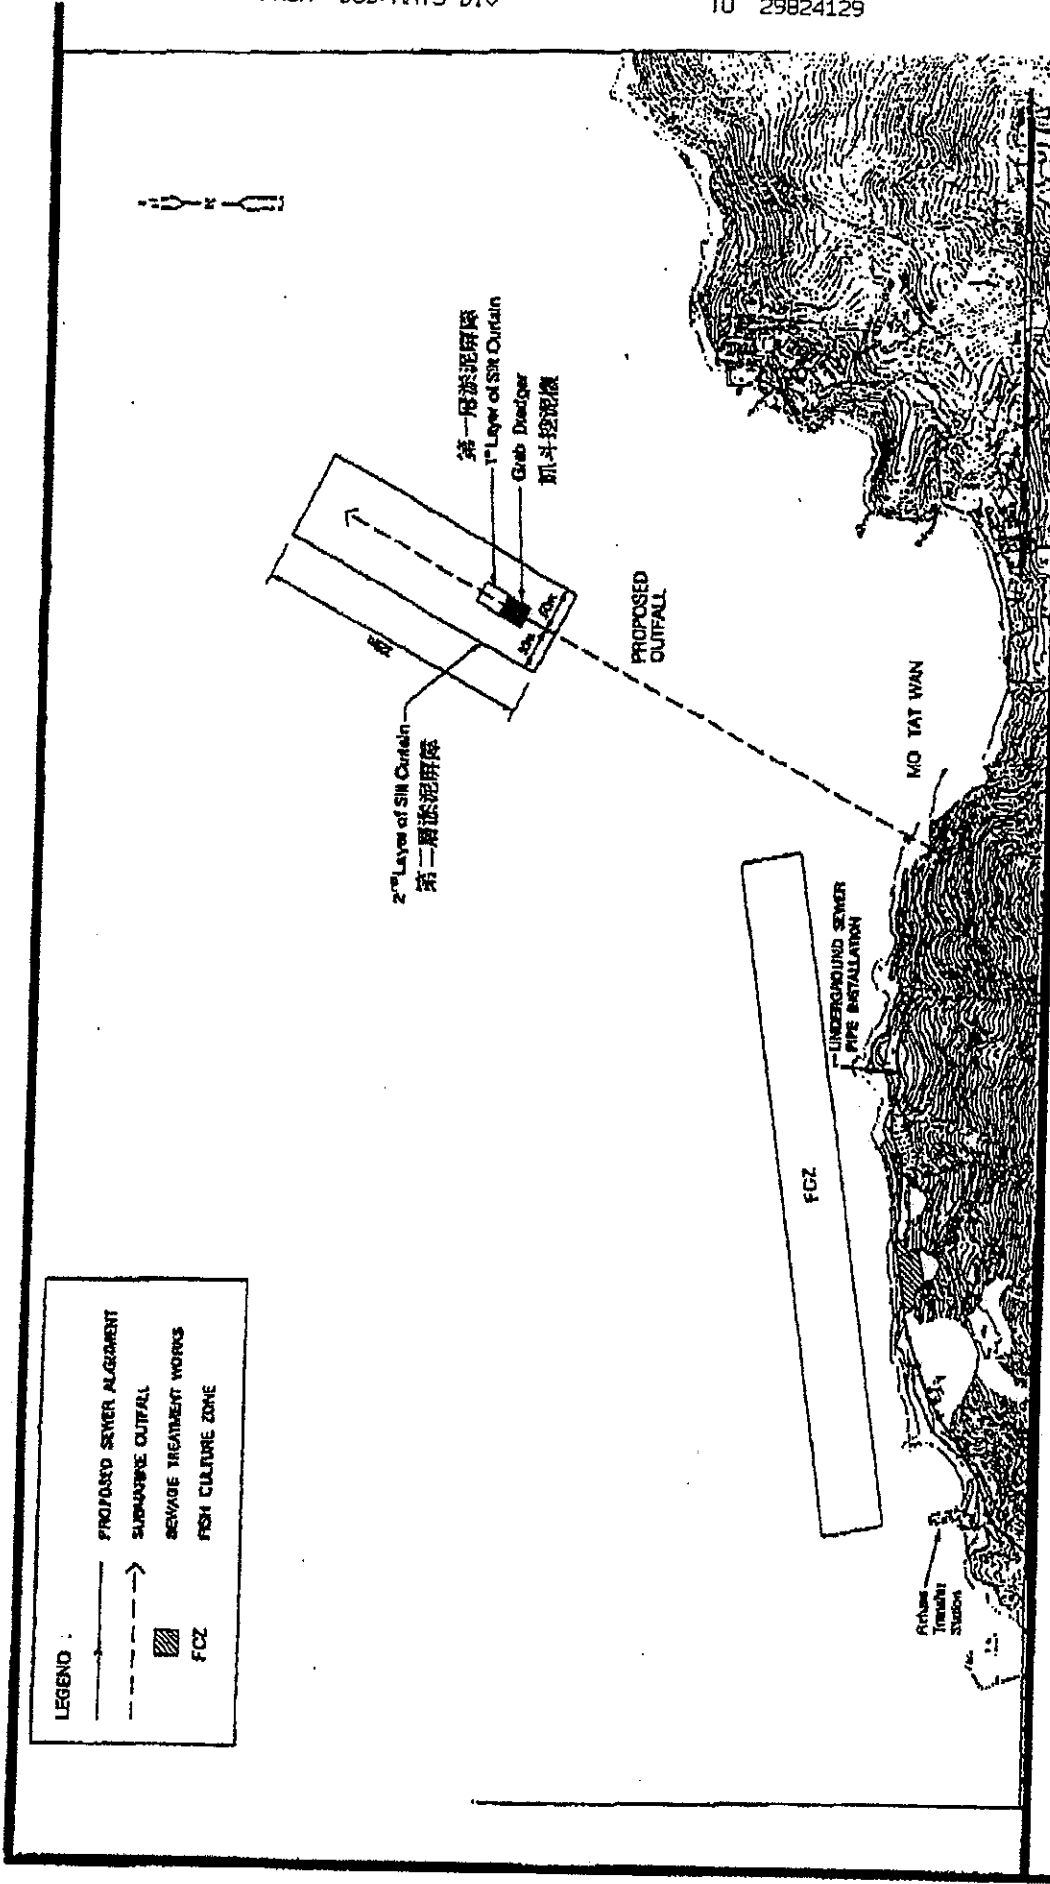 TO 29824129
LEGEND :
PROPOSED SEWER ALIGNMENT
SUBMARINE OUTFALL
SEWAGE TREATMENT WORKS
FCZ FISH CULTURE ZONE
第一層淤泥屏障
1st Layer of Silt Curtain
Grab Dredger
抓斗挖泥機
2nd Layer of Silt Curtain
第二層淤泥屏障
PROPOSED
OUTFALL
MO TAT WAN
UNDERGROUND SEWER
PIPE INSTALLATION
FCZ
Refuse
Transfer
Station